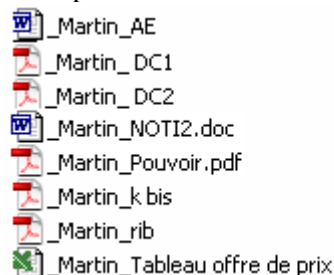 _Martin_AE
_Martin_ DC1
_Martin_ DC2
_Martin_NOTI2.doc
_Martin_Pouvoir.pdf
_Martin_k bis
_Martin_rib
_Martin_Tableau offre de prix